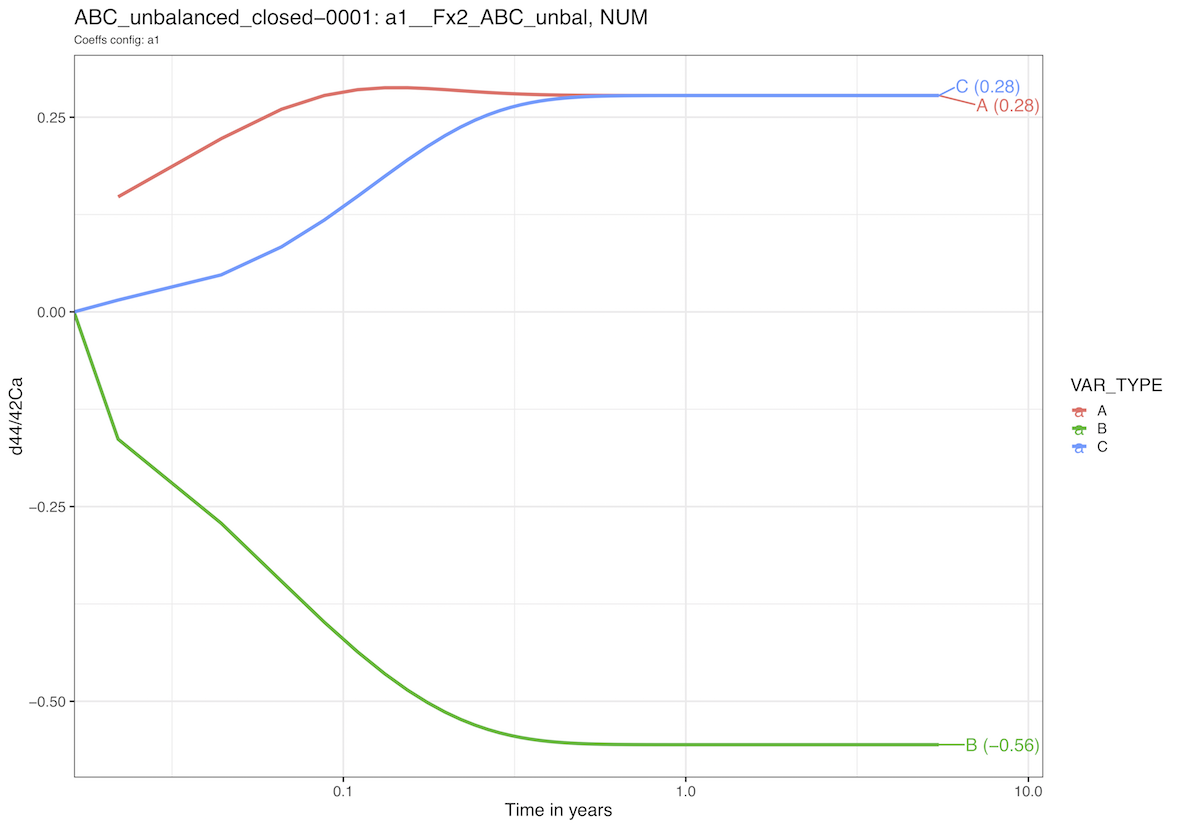 ABC_unbalanced_closed−0001: a1__Fx2_ABC_unbal, NUM
Coeffs config: a1
d44/42Ca
0.25
0.00
−0.25
−0.50
C (0.28)
A (0.28)
B (−0.56)
VAR_TYPE
a A
a B
a C
0.1 1.0 10.0
Time in years